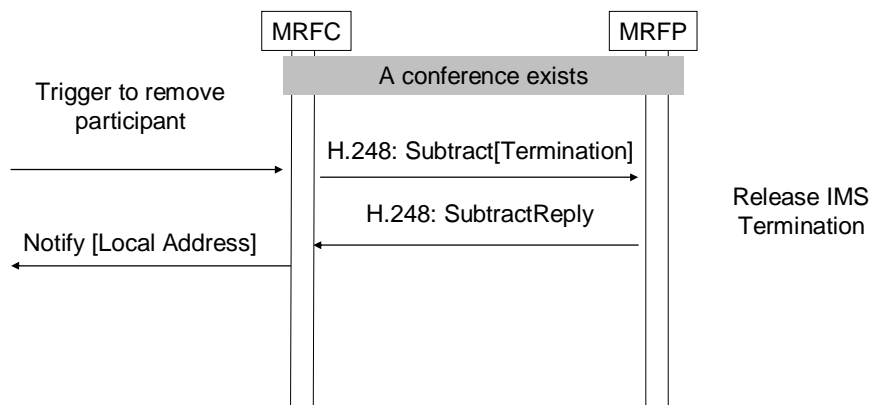 MRFC
MRFP
A conference exists
Trigger to remove
participant
H.248: Subtract[Termination]
H.248: SubtractReply
Release IMS
Termination
Notify [Local Address]